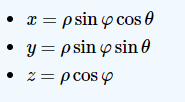 • x = ρ sin φ cos θ
• y = ρ sin φ sin θ
• z = ρ cos φ